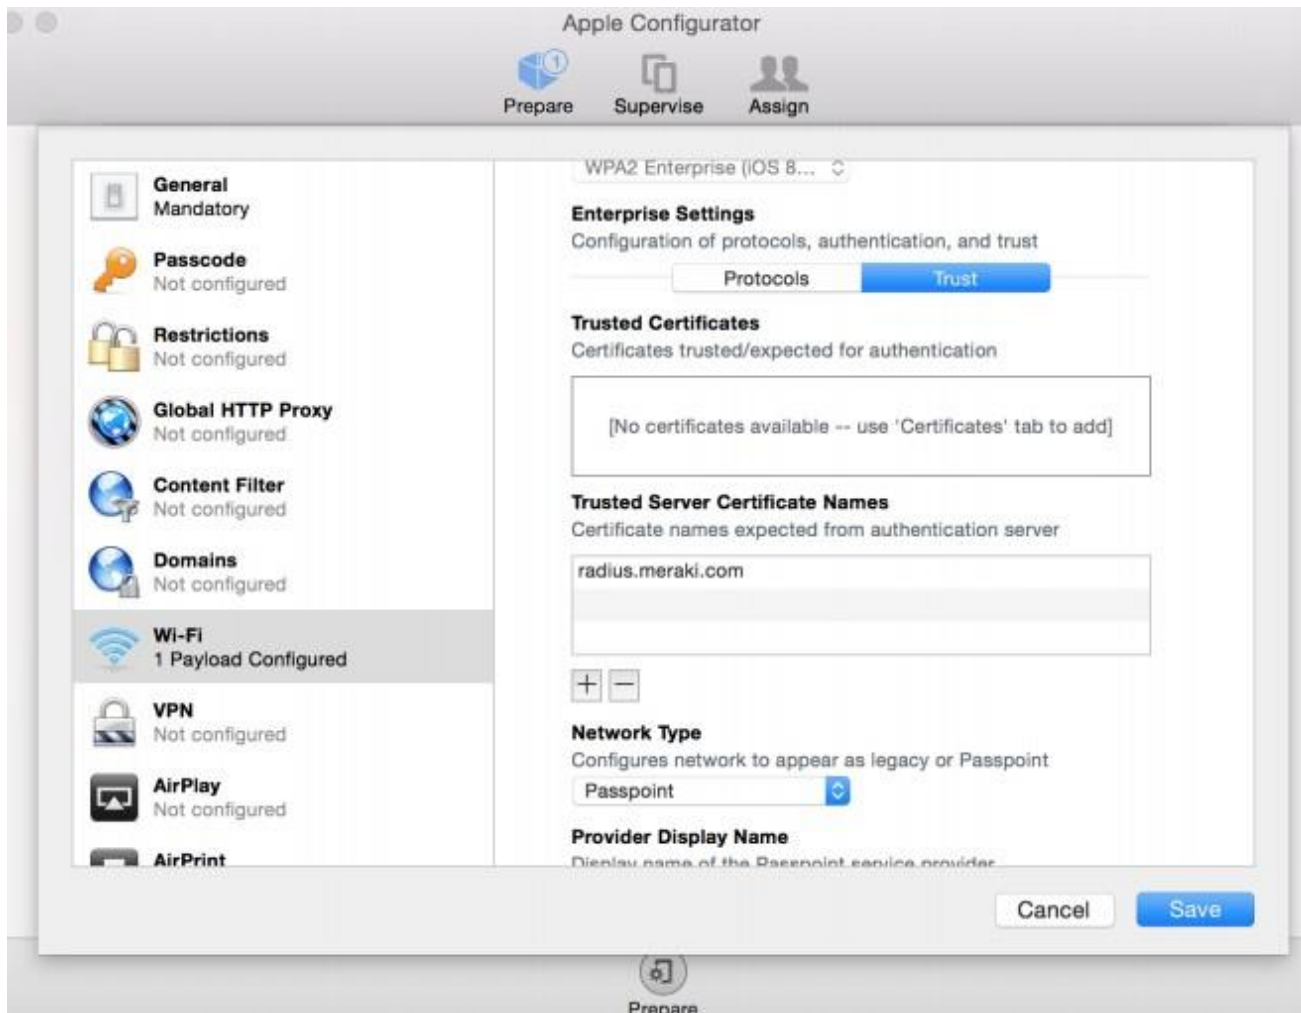 Apple Configurator
1
Prepare
Supervise
Assign
General
Mandatory
Passcode
Not configured
Restrictions
Not configured
Global HTTP Proxy
Not configured
Content Filter
Not configured
Domains
Not configured
Wi-Fi
1 Payload Configured
VPN
Not configured
AirPlay
Not configured
AirPrint
WPA2 Enterprise (iOS 8...
Enterprise Settings
Configuration of protocols, authentication, and trust
Protocols
Trust
Trusted Certificates
Certificates trusted/expected for authentication
[No certificates available -- use 'Certificates' tab to add]
Trusted Server Certificate Names
Certificate names expected from authentication server
radius.meraki.com
+ −
Network Type
Configures network to appear as legacy or Passpoint
Passpoint
Provider Display Name
Display name of the Passpoint service provider
Cancel
Save
Prepare